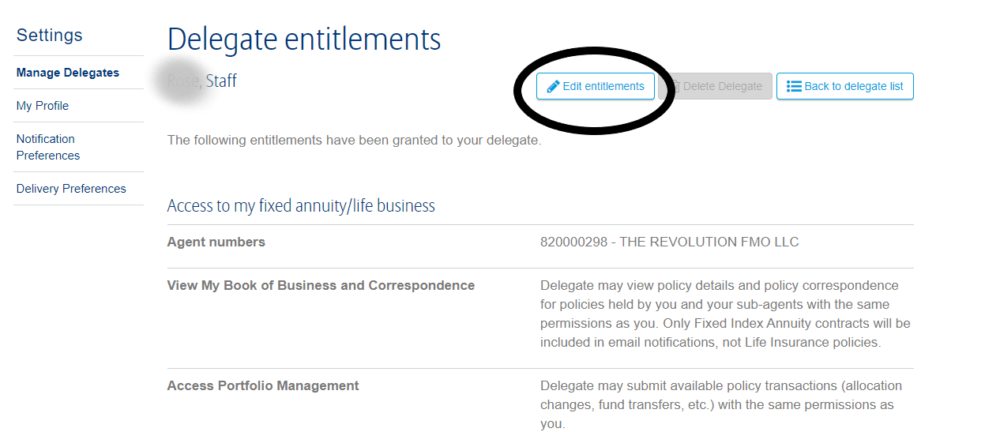 Settings
Manage Delegates
My Profile
Notification
Preferences
Delivery Preferences
Delegate entitlements
Rose, Staff
Edit entitlements
Delete Delegate
Back to delegate list
The following entitlements have been granted to your delegate.
Access to my fixed annuity/life business
Agent numbers
820000298 - THE REVOLUTION FMO LLC
View My Book of Business and Correspondence
Delegate may view policy details and policy correspondence
for policies held by you and your sub-agents with the same
permissions as you. Only Fixed Index Annuity contracts will be
included in email notifications, not Life Insurance policies.
Access Portfolio Management
Delegate may submit available policy transactions (allocation
changes, fund transfers, etc.) with the same permissions as
you.